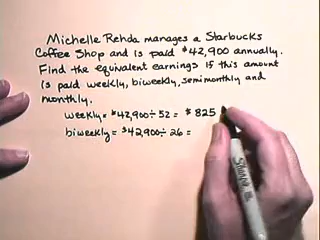 Michelle Rehda manages a Starbucks
Coffee Shop and is paid $42,900 annually.
Find the equivalent earnings if this amount
is paid weekly, biweekly, semimonthly and
monthly.
weekly = $42,900 ÷ 52 = $825
biweekly = $42,900 ÷ 26 =
Sharpie